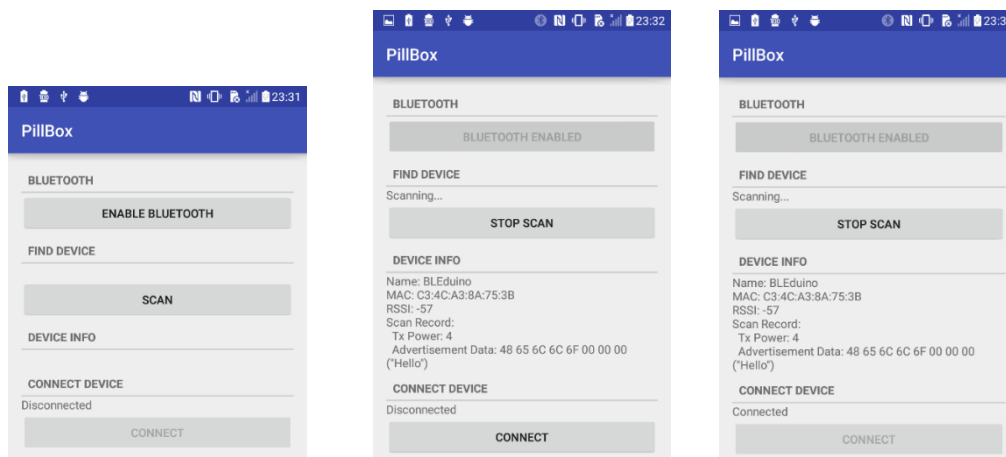 23:31
PillBox
BLUETOOTH
ENABLE BLUETOOTH
FIND DEVICE
SCAN
DEVICE INFO
CONNECT DEVICE
Disconnected
CONNECT
23:32
PillBox
BLUETOOTH
BLUETOOTH ENABLED
FIND DEVICE
Scanning...
STOP SCAN
DEVICE INFO
Name: BLEduino
MAC: C3:4C:A3:8A:75:3B
RSSI: -57
Scan Record:
Tx Power: 4
Advertisement Data: 48 65 6C 6C 6F 00 00 00
("Hello")
CONNECT DEVICE
Disconnected
CONNECT
PillBox
BLUETOOTH
BLUETOOTH ENABLED
FIND DEVICE
Scanning...
STOP SCAN
DEVICE INFO
Name: BLEduino
MAC: C3:4C:A3:8A:75:3B
RSSI: -57
Scan Record:
Tx Power: 4
Advertisement Data: 48 65 6C 6C 6F 00 00 00
("Hello")
CONNECT DEVICE
Connected
CONNECT